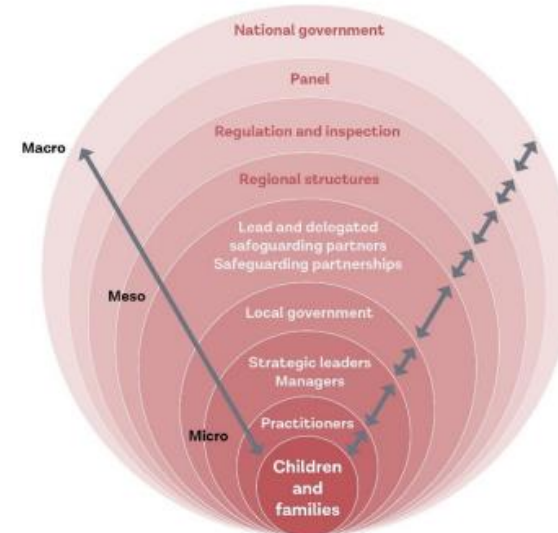 National government
Panel
Regulation and inspection
Macro
Regional structures
Lead and delegated
safeguarding partners
Safeguarding partnerships
Meso
Local government
Strategic leaders
Managers
Practitioners
Micro
Children
and
families